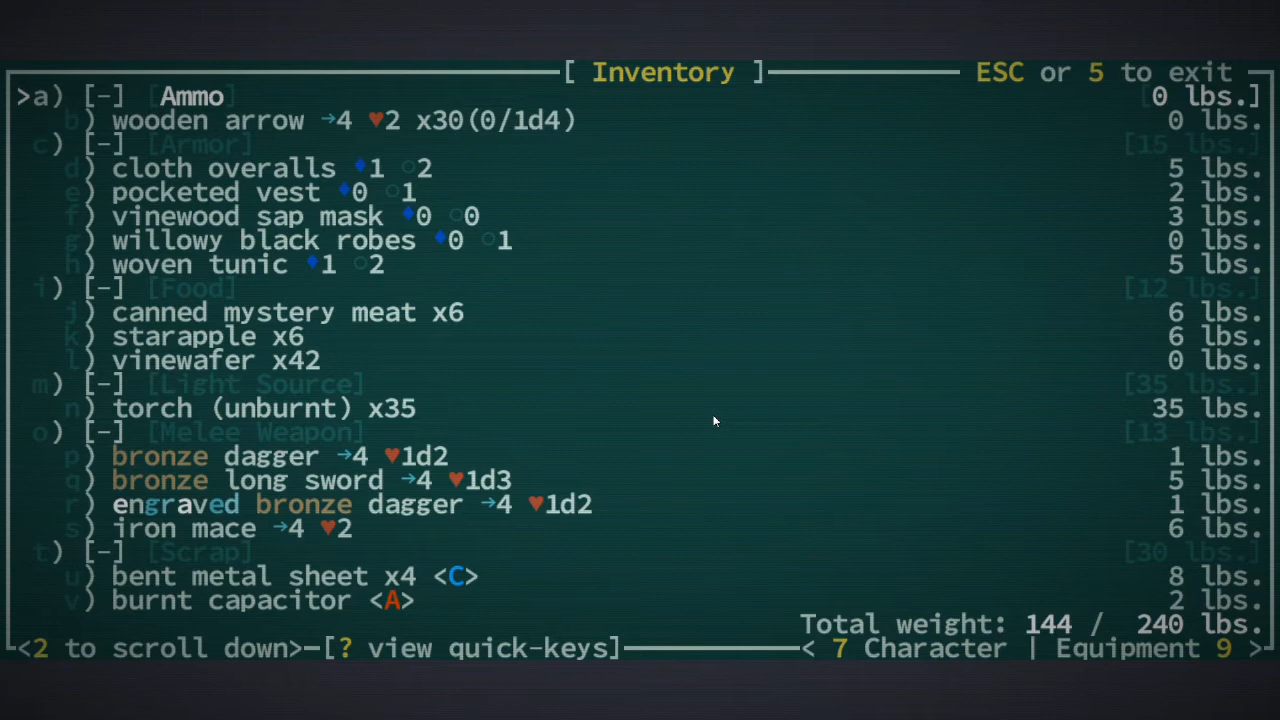 [ Inventory ] ESC or 5 to exit
>a) [-] [Ammo] [0 lbs.]
b) wooden arrow →4 ♥2 x30(0/1d4) 0 lbs.
c) [-] [Armor] [15 lbs.]
d) cloth overalls ♦1 ○2 5 lbs.
e) pocketed vest ♦0 ○1 2 lbs.
f) vinewood sap mask ♦0 ○0 3 lbs.
g) willowy black robes ♦0 ○1 0 lbs.
h) woven tunic ♦1 ○2 5 lbs.
i) [-] [Food] [12 lbs.]
j) canned mystery meat x6 6 lbs.
k) starapple x6 6 lbs.
l) vinewafer x42 0 lbs.
m) [-] [Light Source] [35 lbs.]
n) torch (unburnt) x35 35 lbs.
o) [-] [Melee Weapon] [13 lbs.]
p) bronze dagger →4 ♥1d2 1 lbs.
q) bronze long sword →4 ♥1d3 5 lbs.
r) engraved bronze dagger →4 ♥1d2 1 lbs.
s) iron mace →4 ♥2 6 lbs.
t) [-] [Scrap] [30 lbs.]
u) bent metal sheet x4 <C> 8 lbs.
v) burnt capacitor <A> 2 lbs.
Total weight: 144 / 240 lbs.
<2 to scroll down> [? view quick-keys] < 7 Character | Equipment 9 >